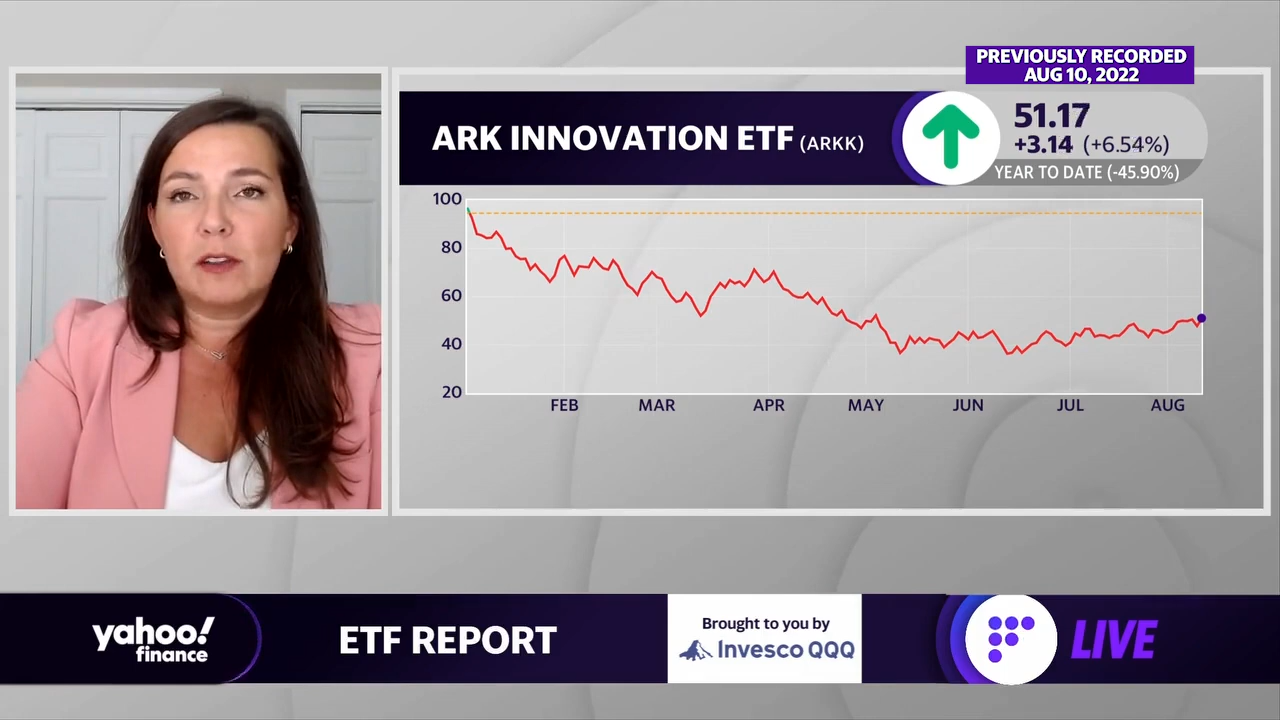 PREVIOUSLY RECORDED
AUG 10, 2022
ARK INNOVATION ETF (ARKK)
51.17
+3.14 (+6.54%)
YEAR TO DATE (-45.90%)
100
80
60
40
20
FEB MAR APR MAY JUN JUL AUG
yahoo!
finance
ETF REPORT
Brought to you by
Invesco QQQ
LIVE